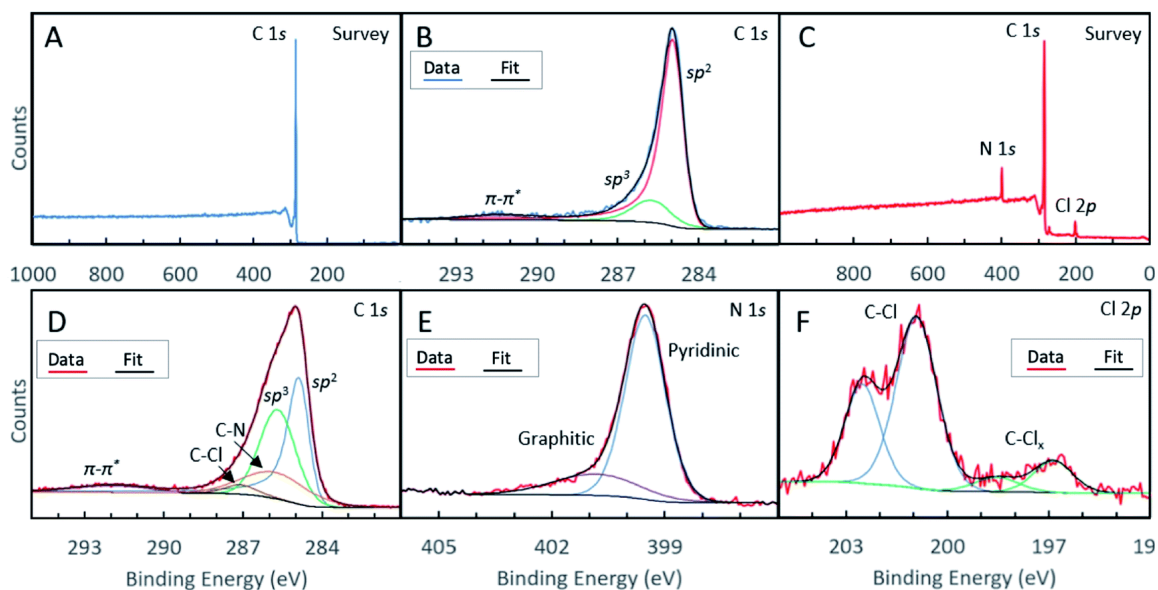 A
C 1s
Survey
B
C 1s
Data
Fit
sp²
sp³
π-π*
C
C 1s
Survey
N 1s
Cl 2p
Counts
1000 800 600 400 200
293 290 287 284
800 600 400 200 0
D
C 1s
Data
Fit
sp³
sp²
C-N
C-Cl
π-π*
E
N 1s
Data
Fit
Pyridinic
Graphitic
F
C-Cl
Cl 2p
Data
Fit
C-Clₓ
Counts
293 290 287 284
405 402 399
203 200 197 19
Binding Energy (eV)
Binding Energy (eV)
Binding Energy (eV)